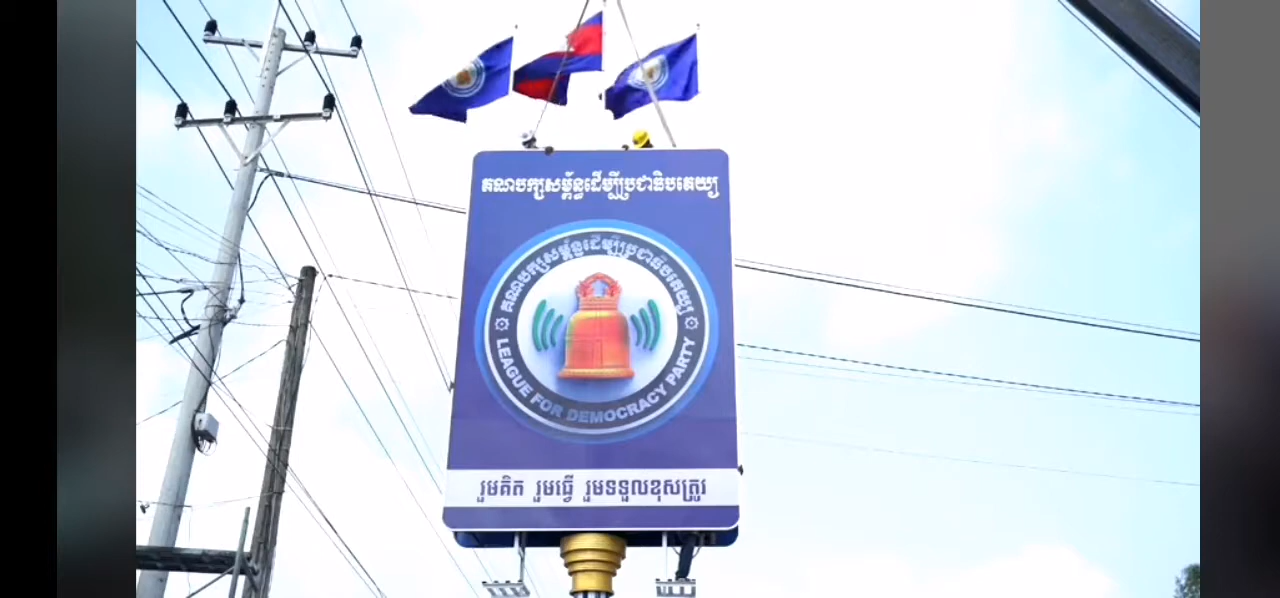 គណបក្សសម្ព័ន្ធដើម្បីប្រជាធិបតេយ្យ
គណបក្សសម្ព័ន្ធដើម្បីប្រជាធិបតេយ្យ
LEAGUE FOR DEMOCRACY PARTY
រួមគិត រួមធ្វើ រួមទទួលខុសត្រូវ